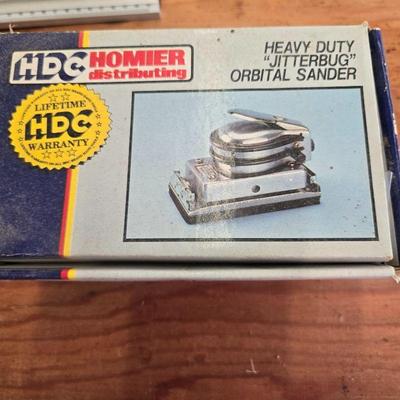 HDC HOMIER
distributing
HEAVY DUTY
"JITTERBUG"
ORBITAL SANDER
LIFETIME
HDC
WARRANTY